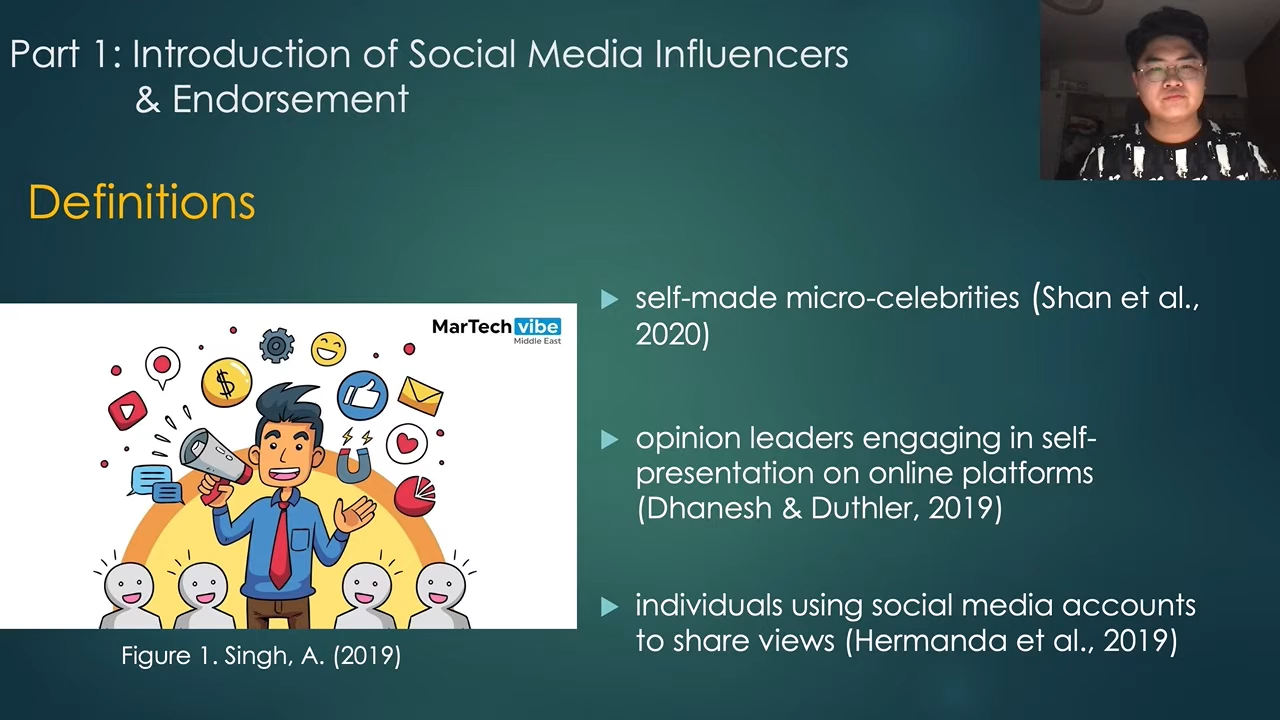 Part 1: Introduction of Social Media Influencers
& Endorsement
Definitions
MarTech vibe
Middle East
$
Figure 1. Singh, A. (2019)
self-made micro-celebrities (Shan et al.,
2020)
opinion leaders engaging in self-
presentation on online platforms
(Dhanesh & Duthler, 2019)
individuals using social media accounts
to share views (Hermanda et al., 2019)